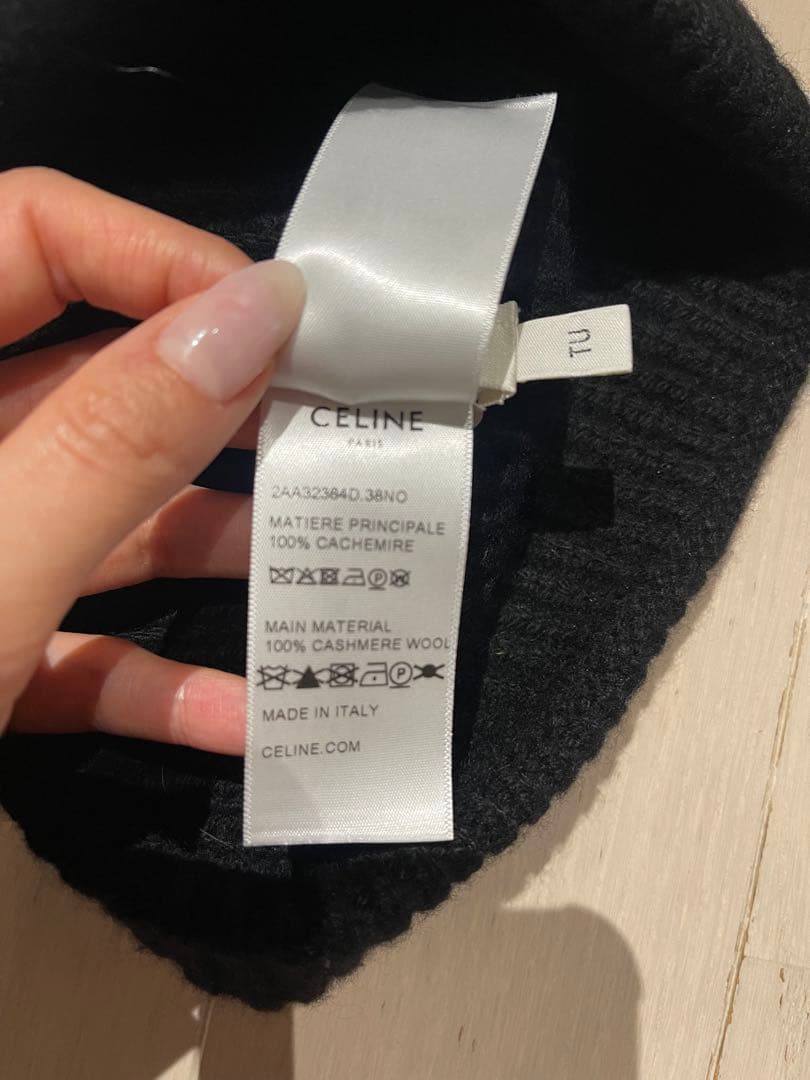 TU
CELINE
PARIS
2AA32384D.38NO
MATIERE PRINCIPALE
100% CACHEMIRE
P
MAIN MATERIAL
100% CASHMERE WOOL
P
MADE IN ITALY
CELINE.COM